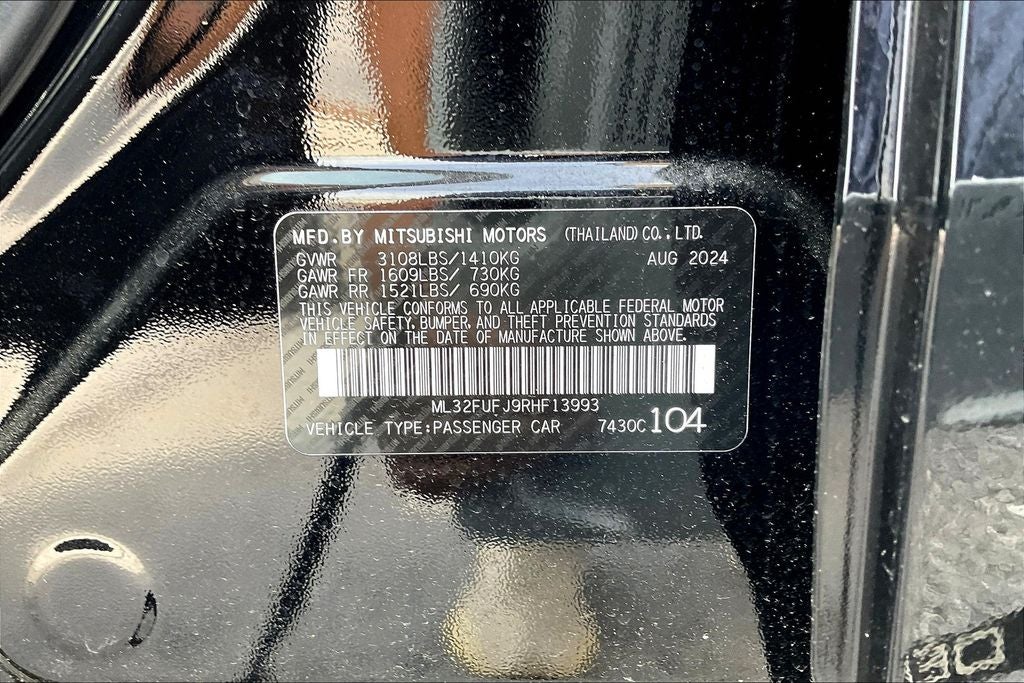 MFD.BY MITSUBISHI MOTORS (THAILAND) CO., LTD.
GVWR 3108LBS/1410KG AUG 2024
GAWR FR 1609LBS/ 730KG
GAWR RR 1521LBS/ 690KG
THIS VEHICLE CONFORMS TO ALL APPLICABLE FEDERAL MOTOR
VEHICLE SAFETY, BUMPER, AND THEFT PREVENTION STANDARDS
IN EFFECT ON THE DATE OF MANUFACTURE SHOWN ABOVE.
ML32FUFJ9RHF13993
VEHICLE TYPE:PASSENGER CAR 7430C 104